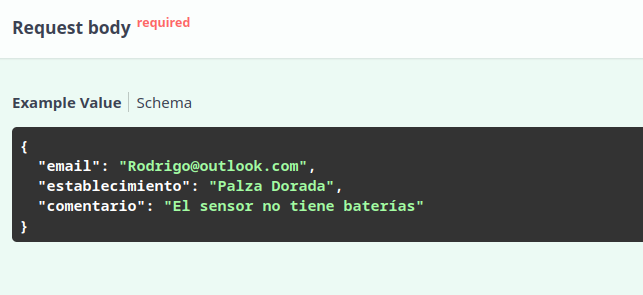 Request body required
Example Value Schema
{
"email": "Rodrigo@outlook.com",
"establecimiento": "Palza Dorada",
"comentario": "El sensor no tiene baterías"
}